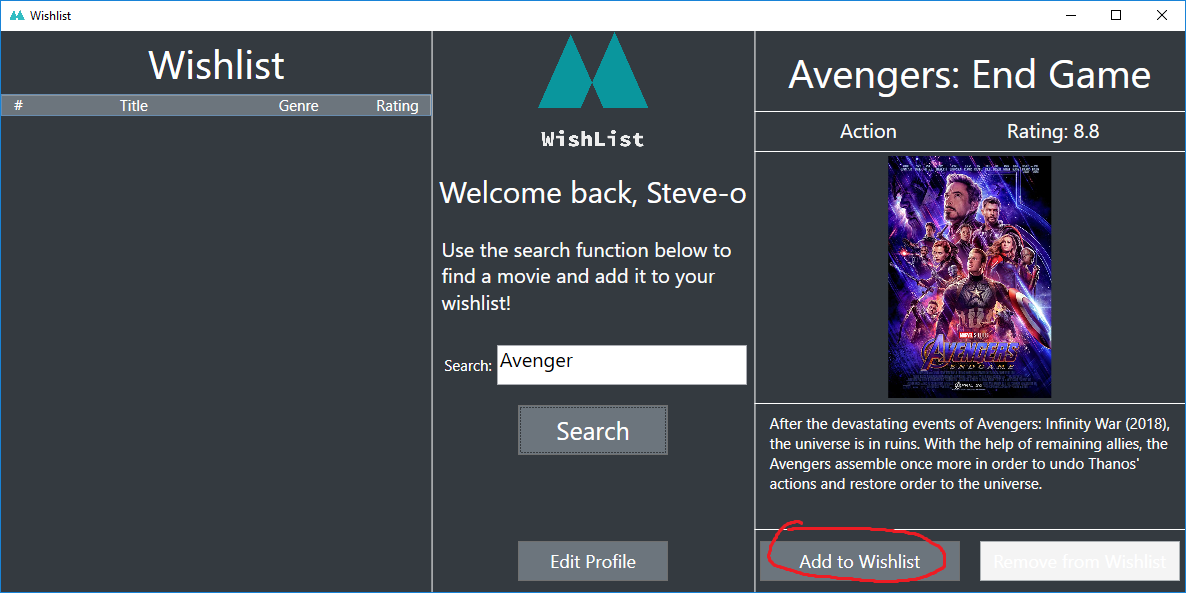 Wishlist
Wishlist
# Title Genre Rating
WishList
Welcome back, Steve-o
Use the search function below to
find a movie and add it to your
wishlist!
Search: Avenger
Search
Edit Profile
Avengers: End Game
Action Rating: 8.8
MARVEL STUDIOS
AVENGERS
ENDGAME
APRIL 26
After the devastating events of Avengers: Infinity War (2018),
the universe is in ruins. With the help of remaining allies, the
Avengers assemble once more in order to undo Thanos'
actions and restore order to the universe.
Add to Wishlist Remove from Wishlist